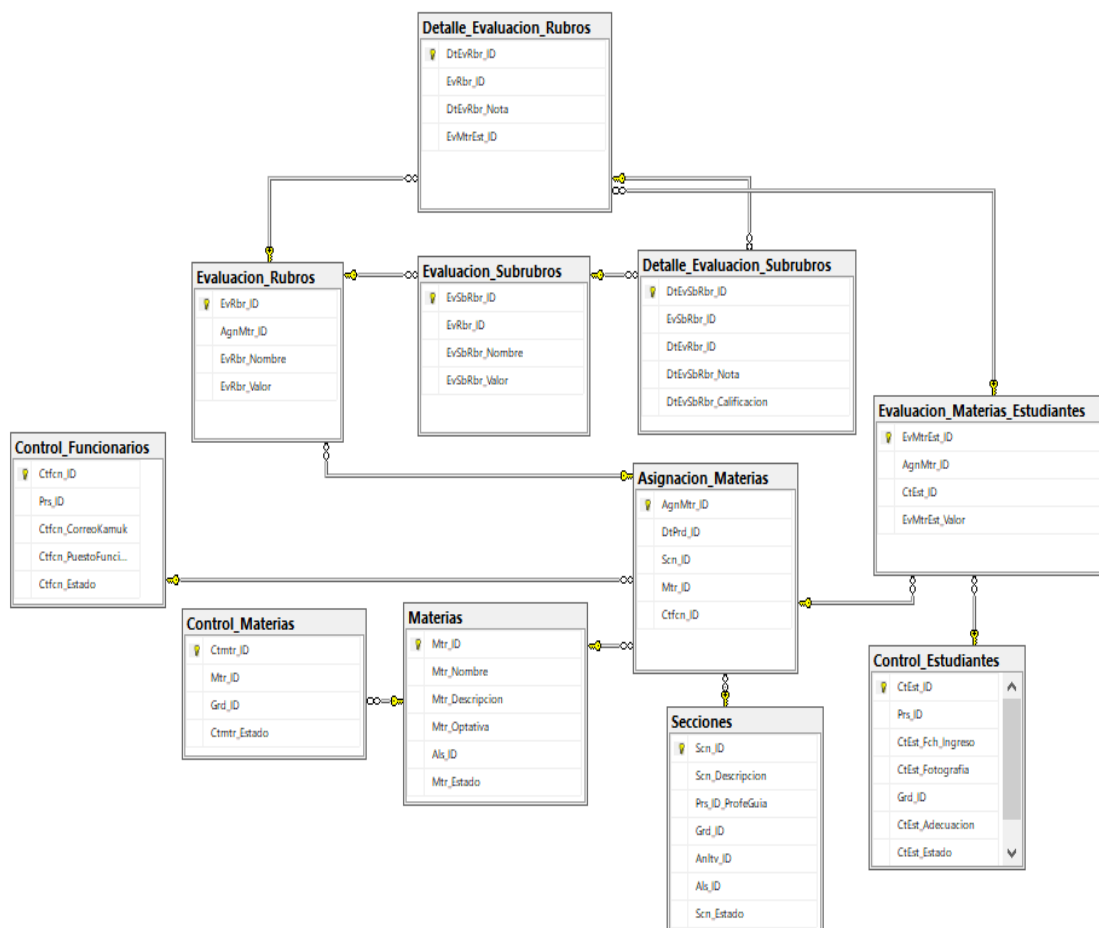 Detalle_Evaluacion_Rubros
DtEvRbr_ID
EvRbr_ID
DtEvRbr_Nota
EvMtrEst_ID
Evaluacion_Rubros
EvRbr_ID
AgnMtr_ID
EvRbr_Nombre
EvRbr_Valor
Evaluacion_Subrubros
EvSbRbr_ID
EvRbr_ID
EvSbRbr_Nombre
EvSbRbr_Valor
Detalle_Evaluacion_Subrubros
DtEvSbRbr_ID
EvSbRbr_ID
DtEvRbr_ID
DtEvSbRbr_Nota
DtEvSbRbr_Calificacion
Evaluacion_Materias_Estudiantes
EvMtrEst_ID
AgnMtr_ID
CtEst_ID
EvMtrEst_Valor
Control_Funcionarios
Ctfcn_ID
Prs_ID
Ctfcn_CorreoKamuk
Ctfcn_PuestoFunci...
Ctfcn_Estado
Asignacion_Materias
AgnMtr_ID
DtPrd_ID
Scn_ID
Mtr_ID
Ctfcn_ID
Control_Materias
Ctmtr_ID
Mtr_ID
Grd_ID
Ctmtr_Estado
Materias
Mtr_ID
Mtr_Nombre
Mtr_Descripcion
Mtr_Optativa
Als_ID
Mtr_Estado
Control_Estudiantes
CtEst_ID
Prs_ID
CtEst_Fch_Ingreso
CtEst_Fotografia
Grd_ID
CtEst_Adecuacion
CtEst_Estado
Secciones
Scn_ID
Scn_Descripcion
Prs_ID_ProfeGuia
Grd_ID
Anltv_ID
Als_ID
Scn_Estado